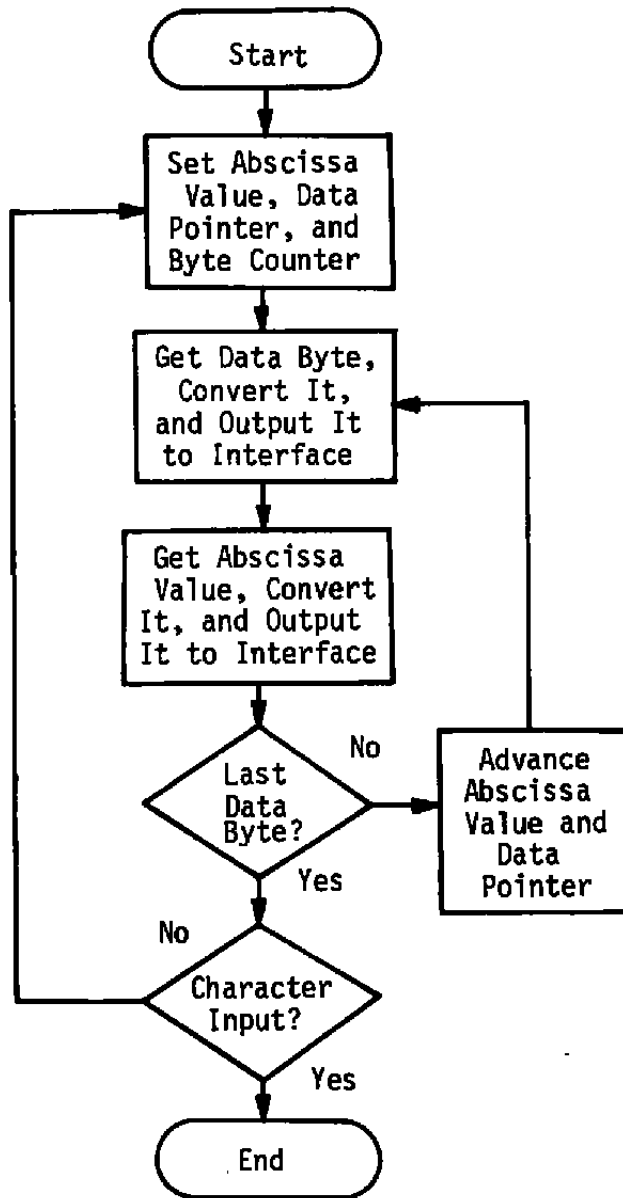 Start
Set Abscissa
Value, Data
Pointer, and
Byte Counter
Get Data Byte,
Convert It,
and Output It
to Interface
Get Abscissa
Value, Convert
It, and Output
It to Interface
No
Last
Data
Byte?
Advance
Abscissa
Value and
Data
Pointer
Yes
No
Character
Input?
Yes
End